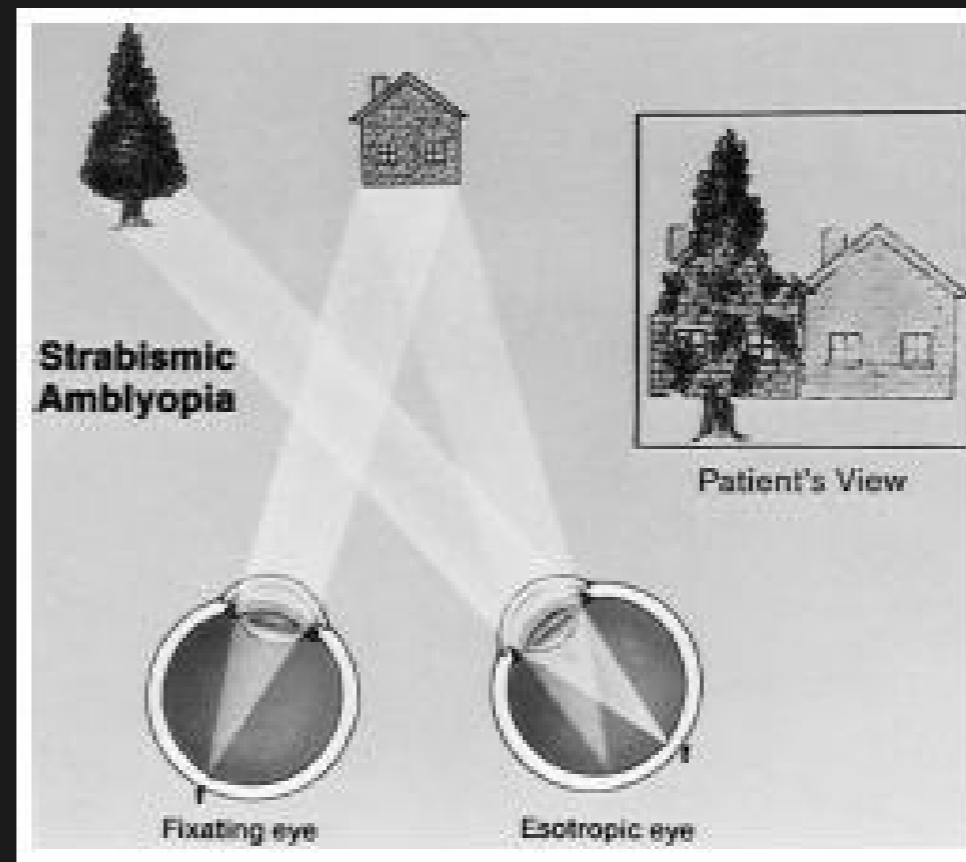 Strabismic
Amblyopia
Patient's View
Fixating eye
Esotropic eye